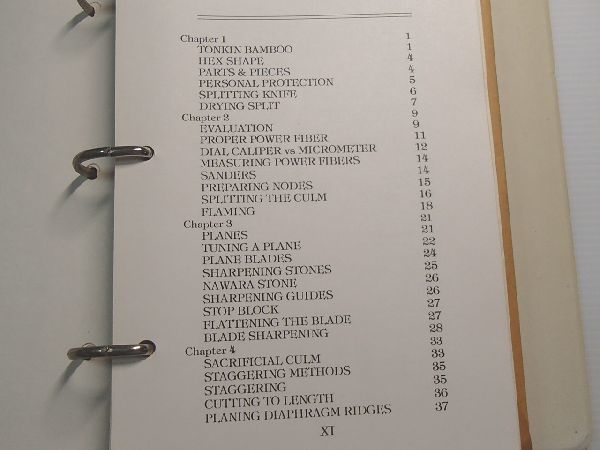 Chapter 1 1
TONKIN BAMBOO 1
HEX SHAPE 4
PARTS & PIECES 4
PERSONAL PROTECTION 5
SPLITTING KNIFE 6
DRYING SPLIT 7
Chapter 2 9
EVALUATION 9
PROPER POWER FIBER 11
DIAL CALIPER vs MICROMETER 12
MEASURING POWER FIBERS 14
SANDERS 14
PREPARING NODES 15
SPLITTING THE CULM 16
FLAMING 18
Chapter 3 21
PLANES 21
TUNING A PLANE 22
PLANE BLADES 24
SHARPENING STONES 25
NAWARA STONE 26
SHARPENING GUIDES 26
STOP BLOCK 27
FLATTENING THE BLADE 27
BLADE SHARPENING 28
Chapter 4 33
SACRIFICIAL CULM 33
STAGGERING METHODS 35
STAGGERING 35
CUTTING TO LENGTH 36
PLANING DIAPHRAGM RIDGES 37
XI